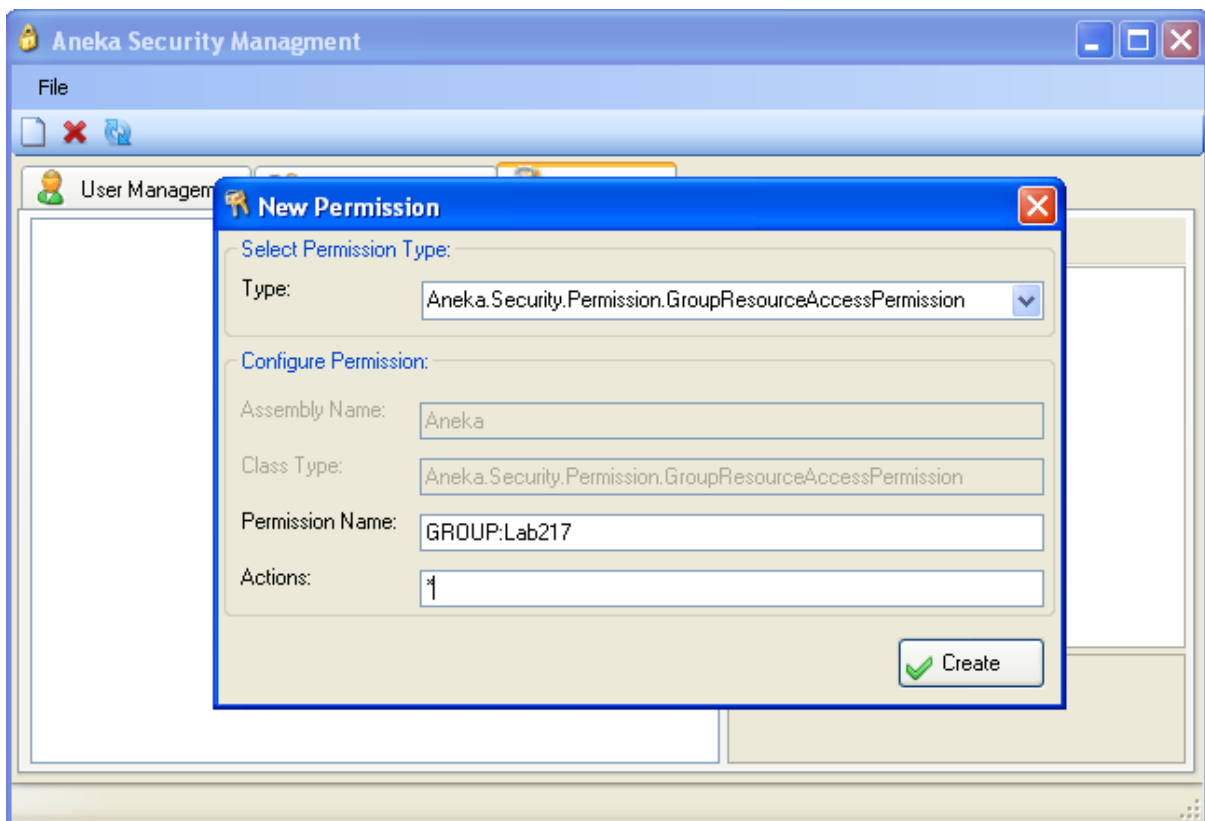 Aneka Security Managment
File
User Managem
New Permission
Select Permission Type:
Type:
Aneka.Security.Permission.GroupResourceAccessPermission
Configure Permission:
Assembly Name:
Aneka
Class Type:
Aneka.Security.Permission.GroupResourceAccessPermission
Permission Name:
GROUP:Lab217
Actions:
*
Create